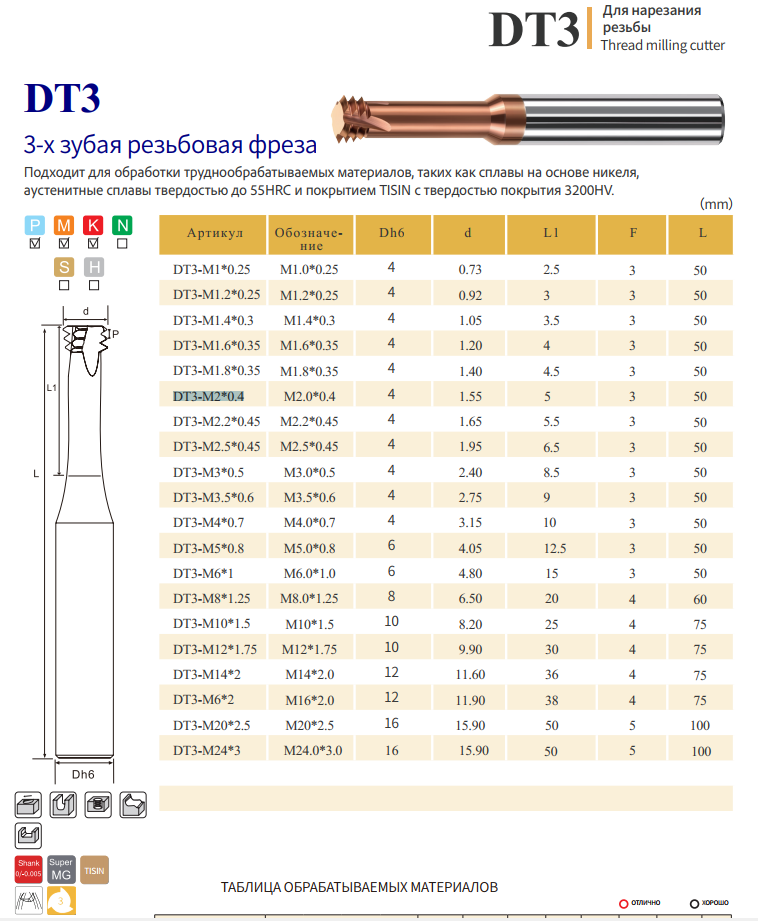 DT3
Для нарезания
резьбы
Thread milling cutter
DT3
3-х зубая резьбовая фреза
Подходит для обработки труднообрабатываемых материалов, таких как сплавы на основе никеля,
аустенитные сплавы твердостью до 55HRC и покрытием TISIN с твердостью покрытия 3200HV.
(mm)
P M K N
S H
Артикул Обозначе- Dh6 d L1 F L
ние
DT3-M1*0.25 M1.0*0.25 4 0.73 2.5 3 50
DT3-M1.2*0.25 M1.2*0.25 4 0.92 3 3 50
DT3-M1.4*0.3 M1.4*0.3 4 1.05 3.5 3 50
DT3-M1.6*0.35 M1.6*0.35 4 1.20 4 3 50
DT3-M1.8*0.35 M1.8*0.35 4 1.40 4.5 3 50
DT3-M2*0.4 M2.0*0.4 4 1.55 5 3 50
DT3-M2.2*0.45 M2.2*0.45 4 1.65 5.5 3 50
DT3-M2.5*0.45 M2.5*0.45 4 1.95 6.5 3 50
DT3-M3*0.5 M3.0*0.5 4 2.40 8.5 3 50
DT3-M3.5*0.6 M3.5*0.6 4 2.75 9 3 50
DT3-M4*0.7 M4.0*0.7 4 3.15 10 3 50
DT3-M5*0.8 M5.0*0.8 6 4.05 12.5 3 50
DT3-M6*1 M6.0*1.0 6 4.80 15 3 50
DT3-M8*1.25 M8.0*1.25 8 6.50 20 4 60
DT3-M10*1.5 M10*1.5 10 8.20 25 4 75
DT3-M12*1.75 M12*1.75 10 9.90 30 4 75
DT3-M14*2 M14*2.0 12 11.60 36 4 75
DT3-M6*2 M16*2.0 12 11.90 38 4 75
DT3-M20*2.5 M20*2.5 16 15.90 50 5 100
DT3-M24*3 M24.0*3.0 16 15.90 50 5 100
d
P
L1
L
Dh6
Shank
0/-0.005
Super
MG
TISIN
3
ТАБЛИЦА ОБРАБАТЫВАЕМЫХ МАТЕРИАЛОВ
ОТЛИЧНО ХОРОШО